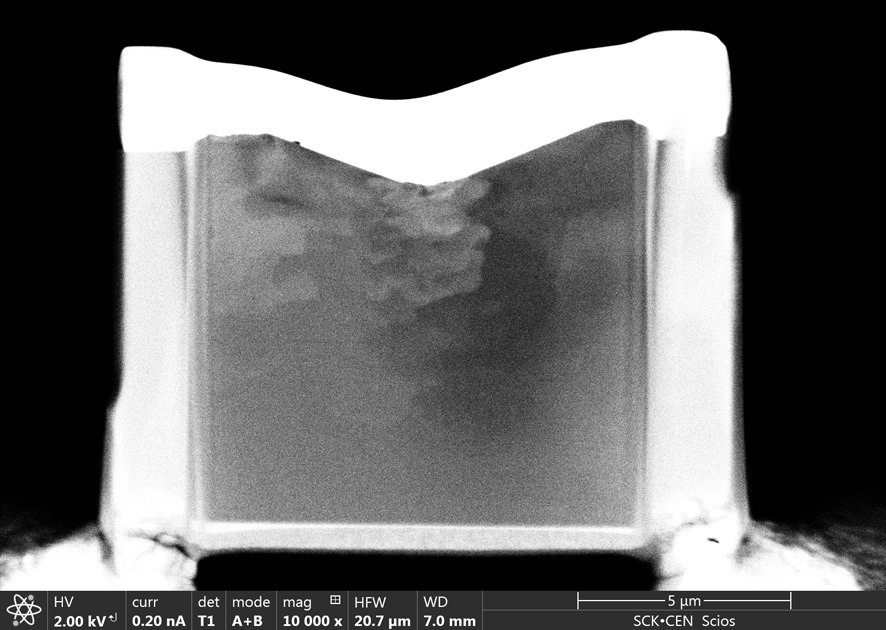 HV curr det mode mag HFW WD 5 µm
2.00 kV 0.20 nA T1 A+B 10 000 x 20.7 µm 7.0 mm SCK•CEN Scios